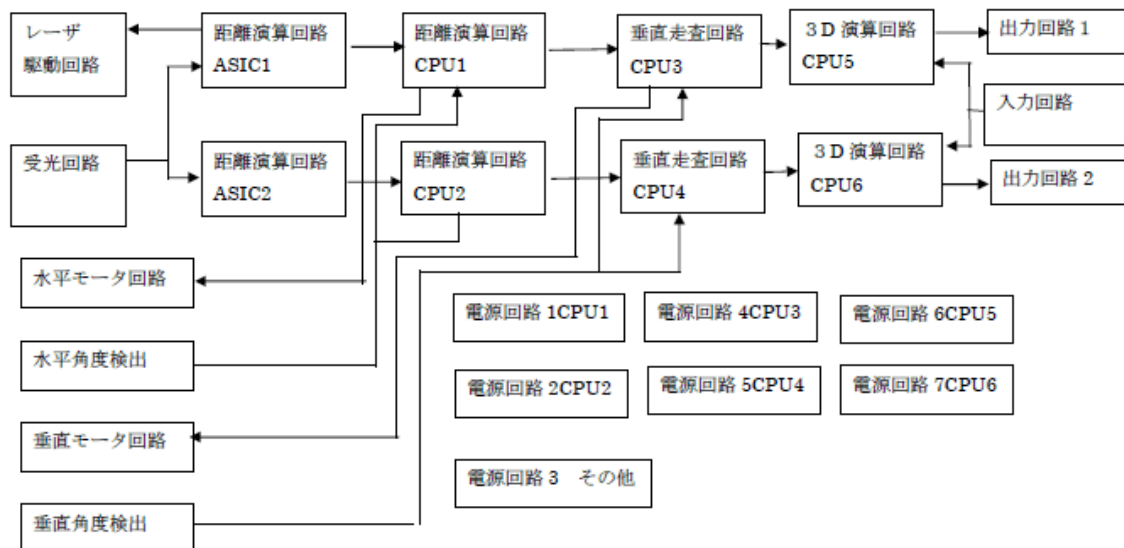 レーザ
駆動回路
距離演算回路
ASIC1
距離演算回路
CPU1
垂直走査回路
CPU3
３D 演算回路
CPU5
出力回路 1
入力回路
受光回路
距離演算回路
ASIC2
距離演算回路
CPU2
垂直走査回路
CPU4
３D 演算回路
CPU6
出力回路 2
水平モータ回路
電源回路 1CPU1
電源回路 4CPU3
電源回路 6CPU5
水平角度検出
電源回路 2CPU2
電源回路 5CPU4
電源回路 7CPU6
垂直モータ回路
電源回路 3　その他
垂直角度検出